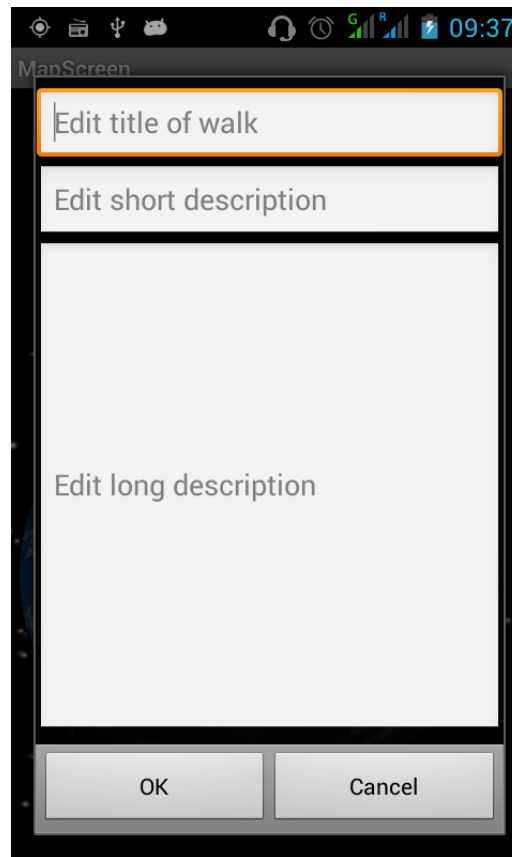 G R 09:37
MapScreen
Edit title of walk
Edit short description
Edit long description
OK Cancel